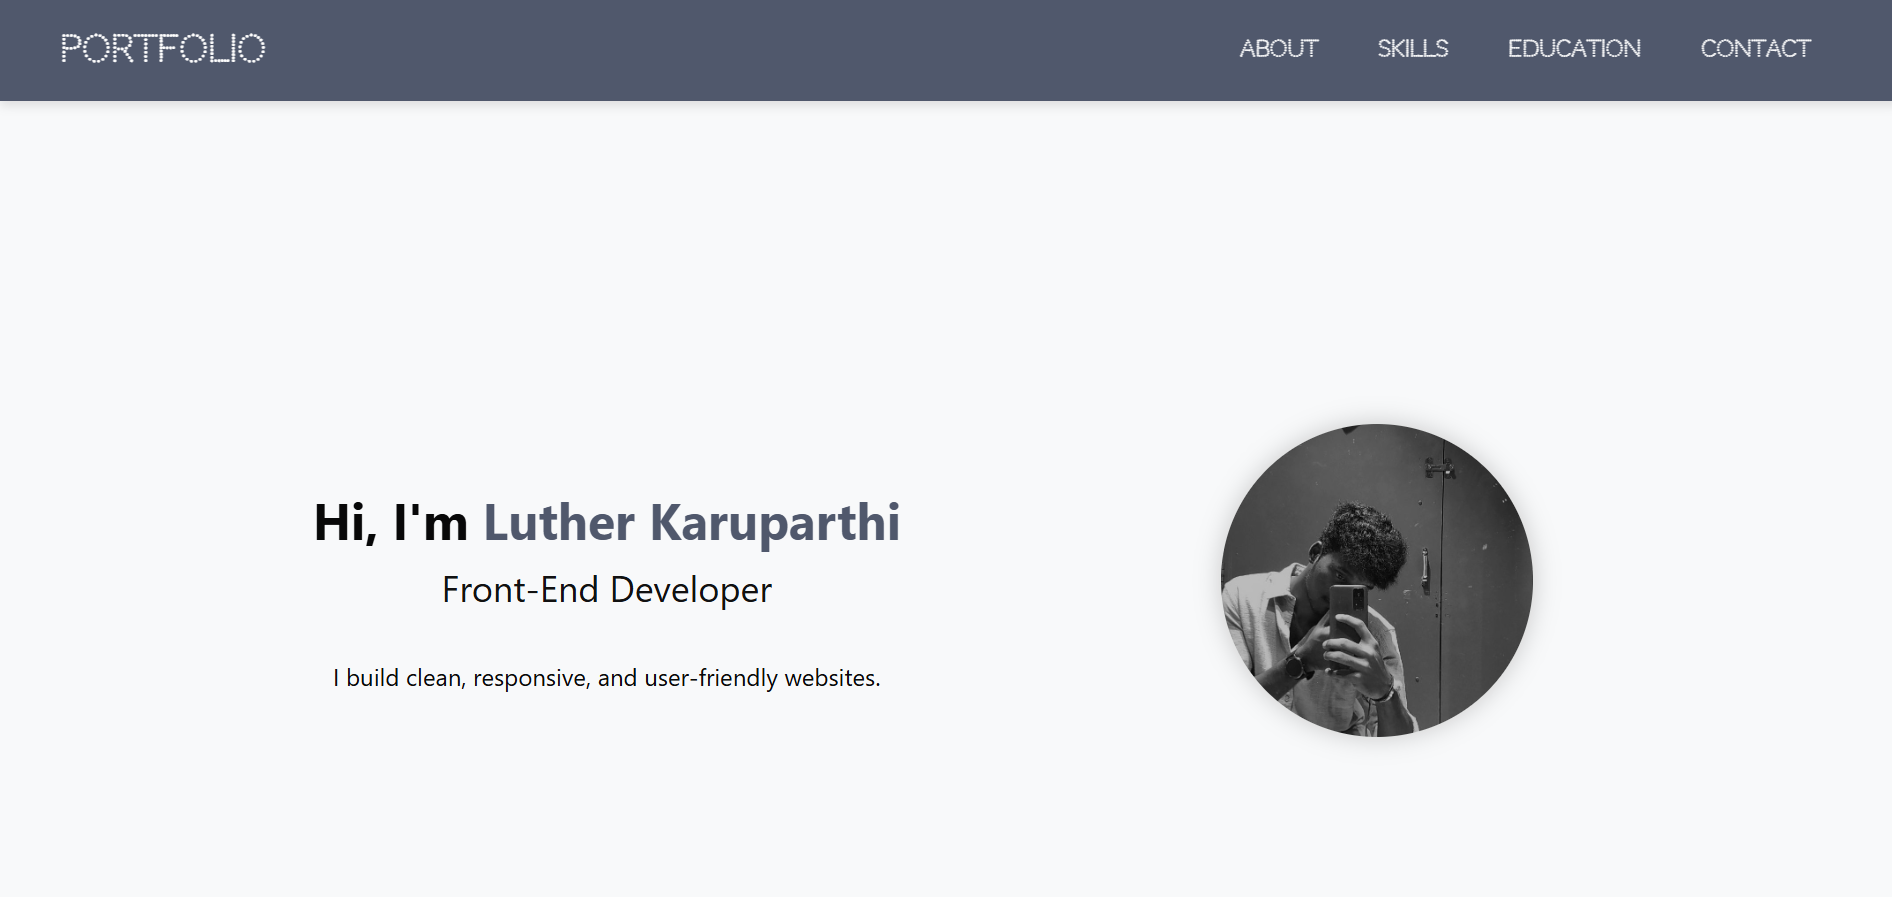 PORTFOLIO
ABOUT SKILLS EDUCATION CONTACT
Hi, I'm Luther Karuparthi
Front-End Developer
I build clean, responsive, and user-friendly websites.